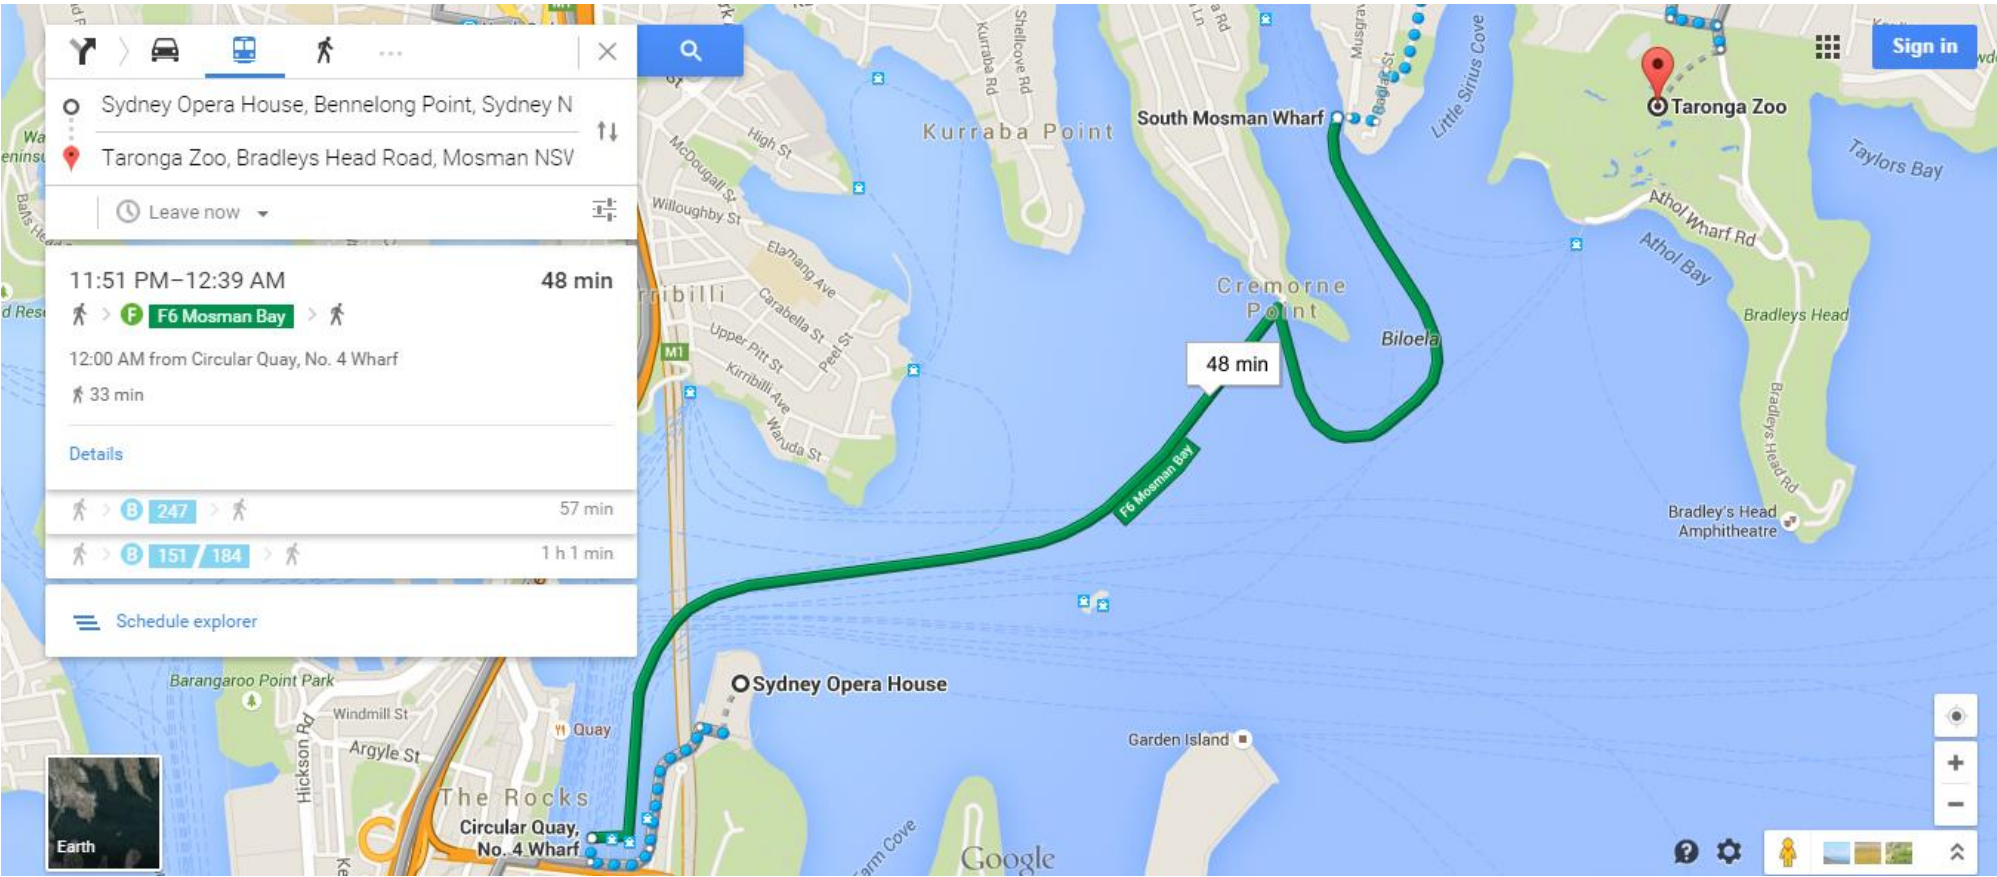 Sign in
Sydney Opera House, Bennelong Point, Sydney N
Taronga Zoo, Bradleys Head Road, Mosman NSV
Leave now
11:51 PM–12:39 AM
48 min
F
F6 Mosman Bay
12:00 AM from Circular Quay, No. 4 Wharf
33 min
Details
B 247
57 min
B 151 / 184
1 h 1 min
Schedule explorer
Earth
M1
High St
McDougall St
Willoughby St
Elamang Ave
Carabella St
Peel St
Upper Pitt St
Kirribilli Ave
Waruda St
rribilli
M1
Kurraba Rd
Shellcove Rd
Kurraba Point
South Mosman Wharf
Musgrav
Little Sirius Cove
Taronga Zoo
Taylors Bay
Athol Wharf Rd
Athol Bay
Cremorne
Point
Biloela
48 min
F6 Mosman Bay
Bradleys Head
Bradleys Head Rd
Bradley's Head
Amphitheatre
Sydney Opera House
Garden Island
Barangaroo Point Park
Windmill St
Argyle St
Hickson Rd
Quay
The Rocks
Circular Quay,
No. 4 Wharf
arm Cove
Google